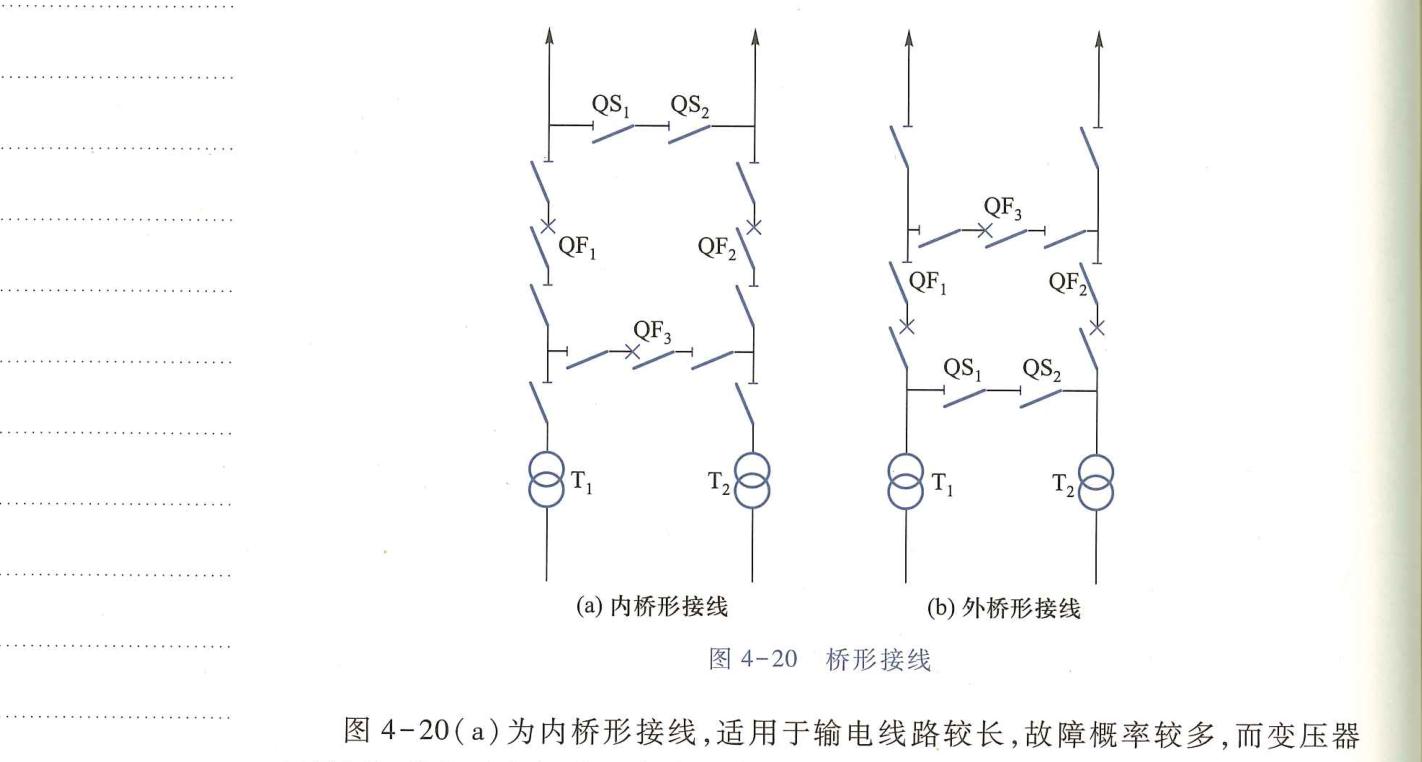 QS₁ QS₂
QF₁ QF₂
QF₃
T₁ T₂
(a) 内桥形接线
QF₃
QF₁ QF₂
QS₁ QS₂
T₁ T₂
(b) 外桥形接线
图 4-20 桥形接线
图 4-20(a)为内桥形接线,适用于输电线路较长,故障概率较多,而变压器